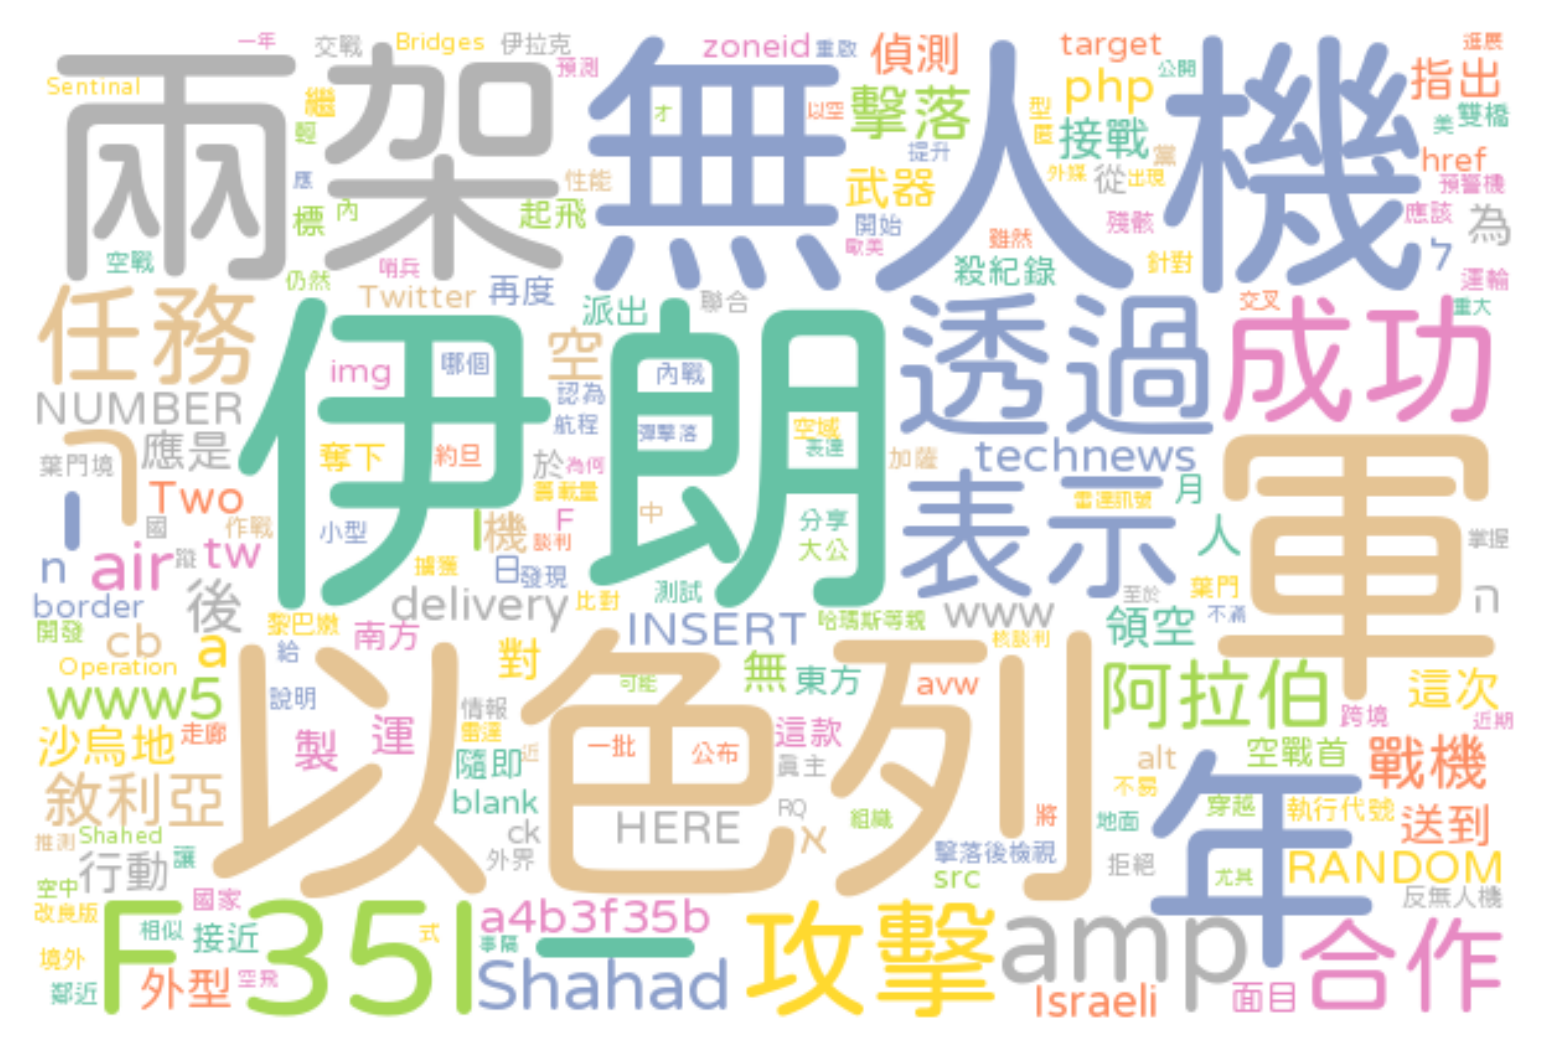 一年
交戰
Bridges
伊拉克
zoneid
重啟
偵測
target
進展
Sentinal
預測
php
公開
指出
兩架
無人機
繼
才
以空
擊落
型
接戰
美
雙橋
輕
匿
提升
黨
href
應
性能
武器
外媒
從
出現
預警機
標
內
起飛
開始
殘骸
應該
為
空戰
歐美
雖然
ל
仍然
哨兵
殺紀錄
針對
運輸
任務
Twitter
再度
派出
聯合
透過
交叉
重大
成功
伊朗
空
img
哪個
內戰
認為
NUMBER
航程
彈擊落
空域
表達
應是
奪下
約旦
於
為何
加薩
technews
葉門境
籌載量
表示
雷達訊號
月
軍
ר
Two
ו
國
作戰
小型
機
F
談利
中
分享
大公
人
掌握
n
air
tw
據獲
日
發現
測試
至於
葉門
border
後
delivery
比對
www
不滿
ה
開發
cb
黎巴嫩
a
給
南方
INSERT
哈瑪斯等親
核談利
領空
Operation
對
www5
說明
可能
無
東方
avw
阿拉伯
這次
以色列
情報
跨境
近期
沙烏地
走廊
製
運
雷達
近
一批
公布
這款
空戰首
戰機
隨即
真主
alt
敘利亞
blank
不易
年
穿越
執行代號
送到
推測
Shahed
ck
HERE
RQ
א
組織
將
地面
行動
讓
外界
擊落後檢視
拒絕
空中
src
尤其
RANDOM
國家
反無人機
改良版
F
35I
a4b3f35b
攻擊
amp
合作
相似
接近
式
事隔
境外
外型
空飛
鄰近
Shahad
Israeli
面目